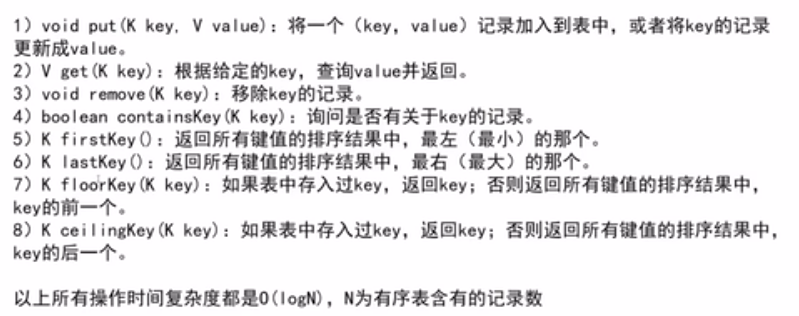 1）void put(K key, V value)：将一个（key，value）记录加入到表中，或者将key的记录
更新成value。
2）V get(K key)：根据给定的key，查询value并返回。
3）void remove(K key)：移除key的记录。
4）boolean containsKey(K key)：询问是否有关于key的记录。
5）K firstKey()：返回所有键值的排序结果中，最左（最小）的那个。
6）K lastKey()：返回所有键值的排序结果中，最右（最大）的那个。
7）K floorKey(K key)：如果表中存入过key，返回key；否则返回所有键值的排序结果中，
key的前一个。
8）K ceilingKey(K key)：如果表中存入过key，返回key；否则返回所有键值的排序结果中，
key的后一个。
以上所有操作时间复杂度都是O(logN)，N为有序表含有的记录数